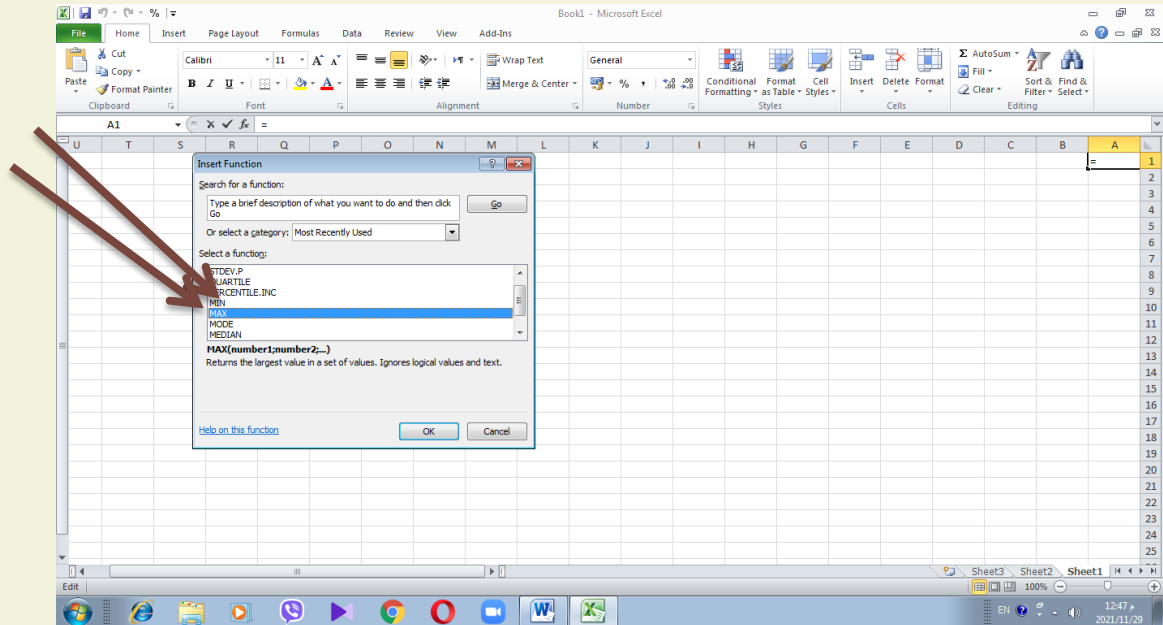 Book1 - Microsoft Excel
File Home Insert Page Layout Formulas Data Review View Add-Ins
Cut
Copy
Format Painter
Paste
Clipboard
Calibri 11
B I U
Font
Wrap Text
Merge & Center
Alignment
General
Number
Conditional Formatting
Format as Table
Cell Styles
Styles
Insert Delete Format
Cells
AutoSum
Fill
Clear
Sort & Filter
Find & Select
Editing
A1 fx =
U T S R Q P O N M L K J I H G F E D C B A
=
1
2
3
4
5
6
7
8
9
10
11
12
13
14
15
16
17
18
19
20
21
22
23
24
25
Insert Function
Search for a function:
Type a brief description of what you want to do and then click
Go
Go
Or select a category: Most Recently Used
Select a function:
STDEV.P
QUARTILE
PERCENTILE.INC
MIN
MAX
MODE
MEDIAN
MAX(number1;number2;...)
Returns the largest value in a set of values. Ignores logical values and text.
Help on this function
OK Cancel
Sheet3 Sheet2 Sheet1
Edit 100%
EN 12:47 م
2021/11/29